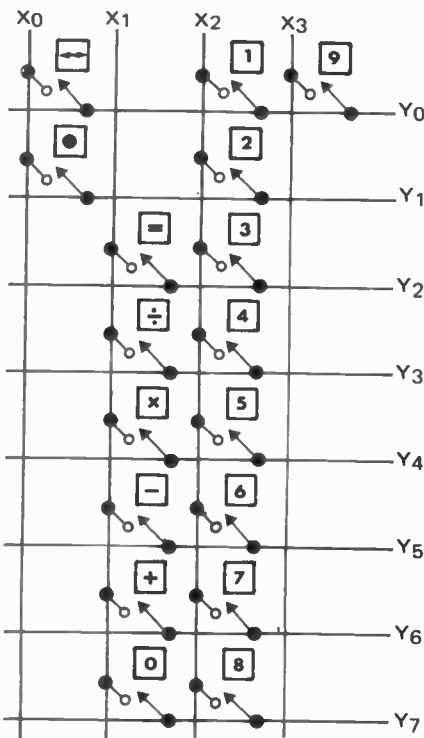 X0 X1 X2 X3
↔ 1 9 Y0
● 2 Y1
= 3 Y2
÷ 4 Y3
× 5 Y4
− 6 Y5
+ 7 Y6
0 8 Y7